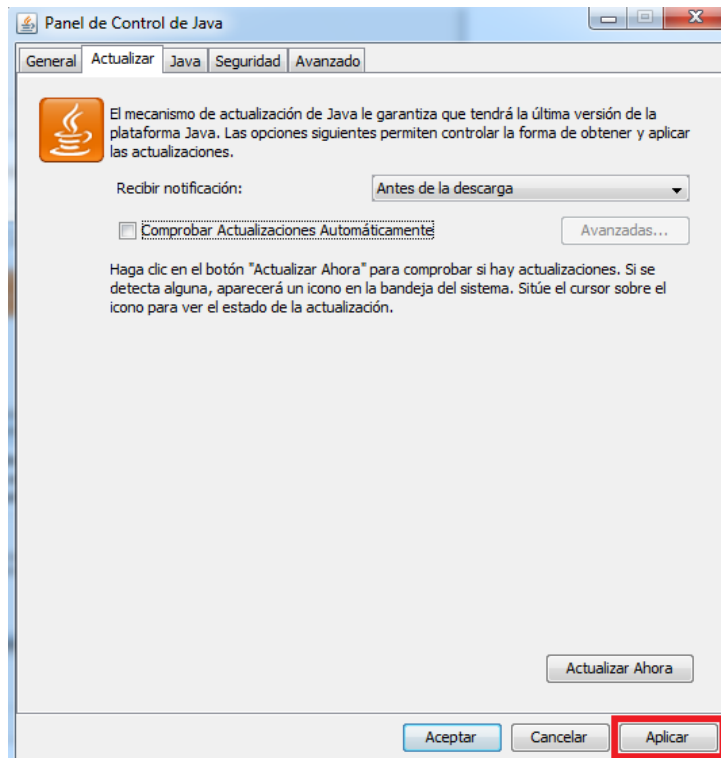 Panel de Control de Java
General Actualizar Java Seguridad Avanzado
El mecanismo de actualización de Java le garantiza que tendrá la última versión de la
plataforma Java. Las opciones siguientes permiten controlar la forma de obtener y aplicar
las actualizaciones.
Recibir notificación: Antes de la descarga
Comprobar Actualizaciones Automáticamente Avanzadas...
Haga clic en el botón "Actualizar Ahora" para comprobar si hay actualizaciones. Si se
detecta alguna, aparecerá un icono en la bandeja del sistema. Sitúe el cursor sobre el
icono para ver el estado de la actualización.
Actualizar Ahora
Aceptar Cancelar Aplicar